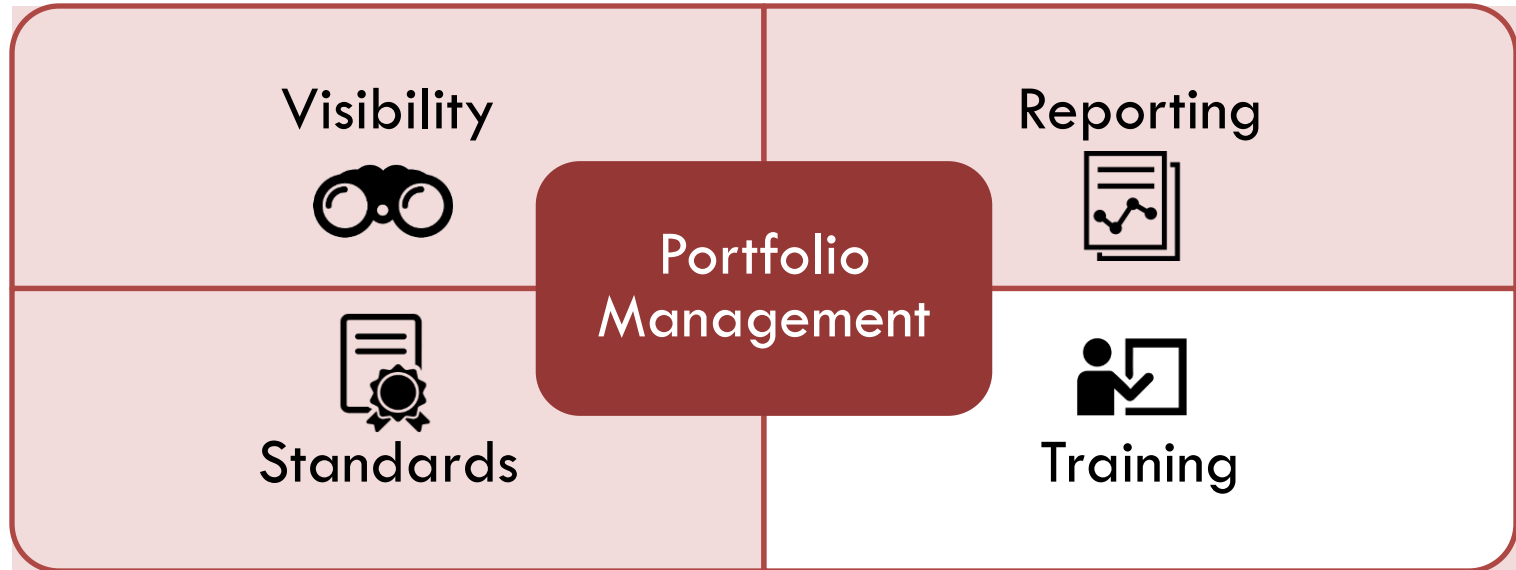 Visibility
Reporting
Portfolio
Management
Standards
Training